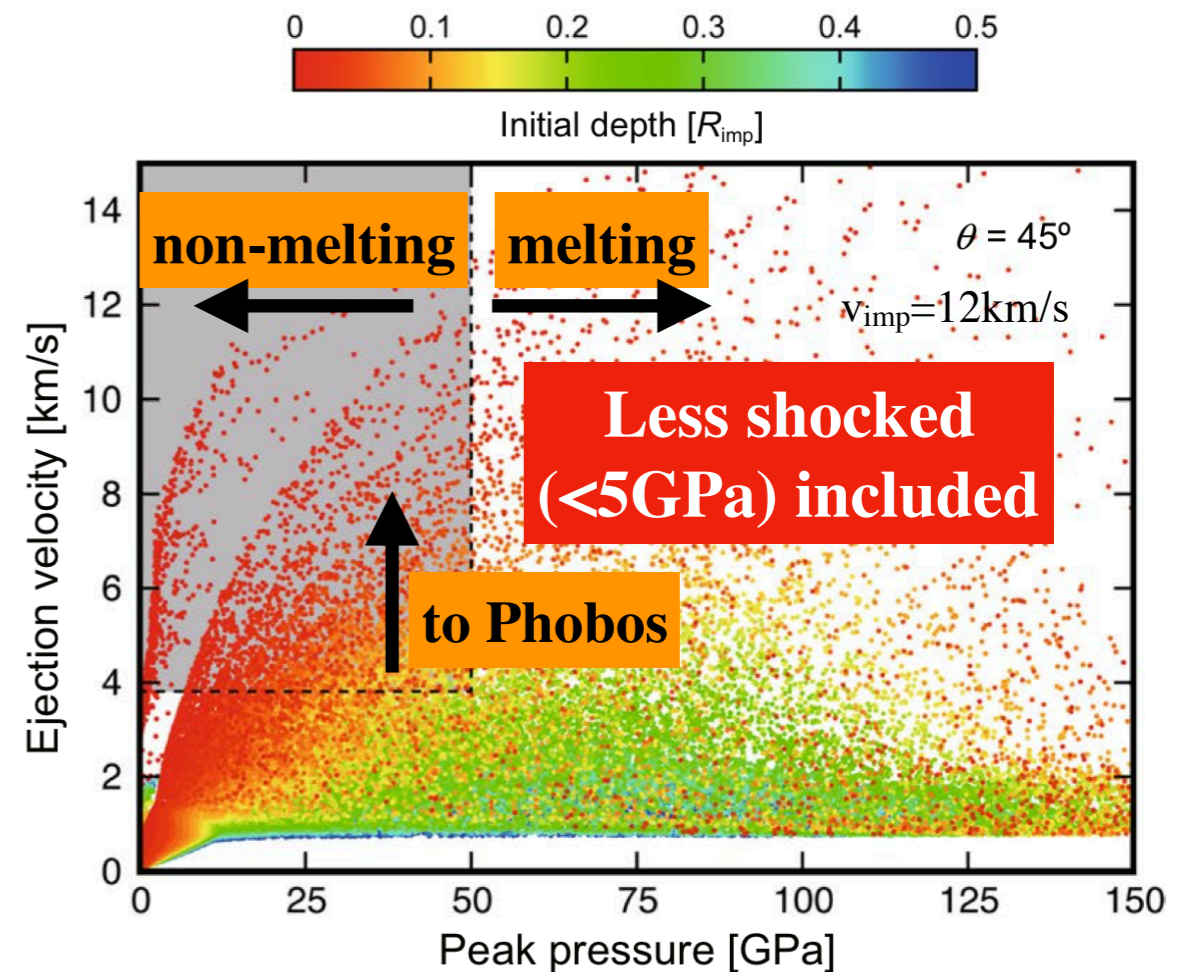 0 0.1 0.2 0.3 0.4 0.5
Initial depth [Rimp]
14
12
10
8
6
4
2
0
Ejection velocity [km/s]
non-melting
melting
θ = 45º
vimp=12km/s
Less shocked
(<5GPa) included
to Phobos
0 25 50 75 100 125 150
Peak pressure [GPa]